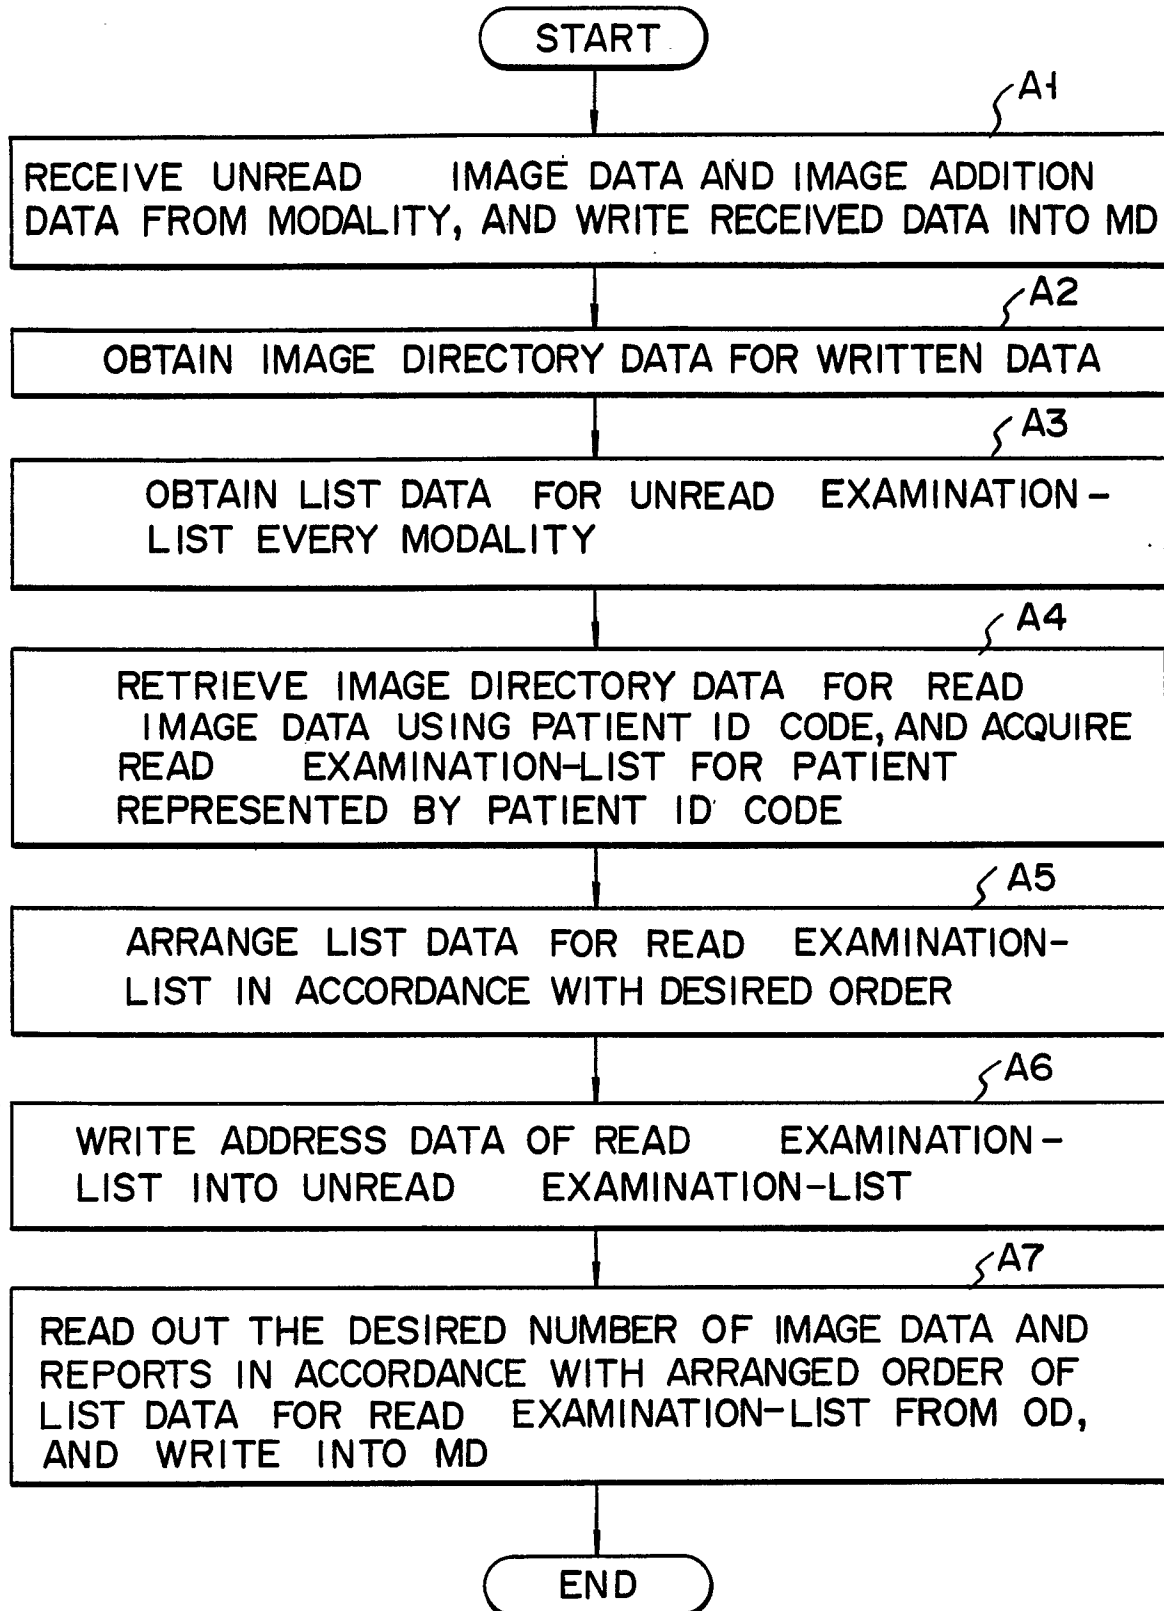 START
A1
RECEIVE UNREAD IMAGE DATA AND IMAGE ADDITION
DATA FROM MODALITY, AND WRITE RECEIVED DATA INTO MD
A2
OBTAIN IMAGE DIRECTORY DATA FOR WRITTEN DATA
A3
OBTAIN LIST DATA FOR UNREAD EXAMINATION-
LIST EVERY MODALITY
A4
RETRIEVE IMAGE DIRECTORY DATA FOR READ
IMAGE DATA USING PATIENT ID CODE, AND ACQUIRE
READ EXAMINATION-LIST FOR PATIENT
REPRESENTED BY PATIENT ID CODE
A5
ARRANGE LIST DATA FOR READ EXAMINATION-
LIST IN ACCORDANCE WITH DESIRED ORDER
A6
WRITE ADDRESS DATA OF READ EXAMINATION-
LIST INTO UNREAD EXAMINATION-LIST
A7
READ OUT THE DESIRED NUMBER OF IMAGE DATA AND
REPORTS IN ACCORDANCE WITH ARRANGED ORDER OF
LIST DATA FOR READ EXAMINATION-LIST FROM OD,
AND WRITE INTO MD
END